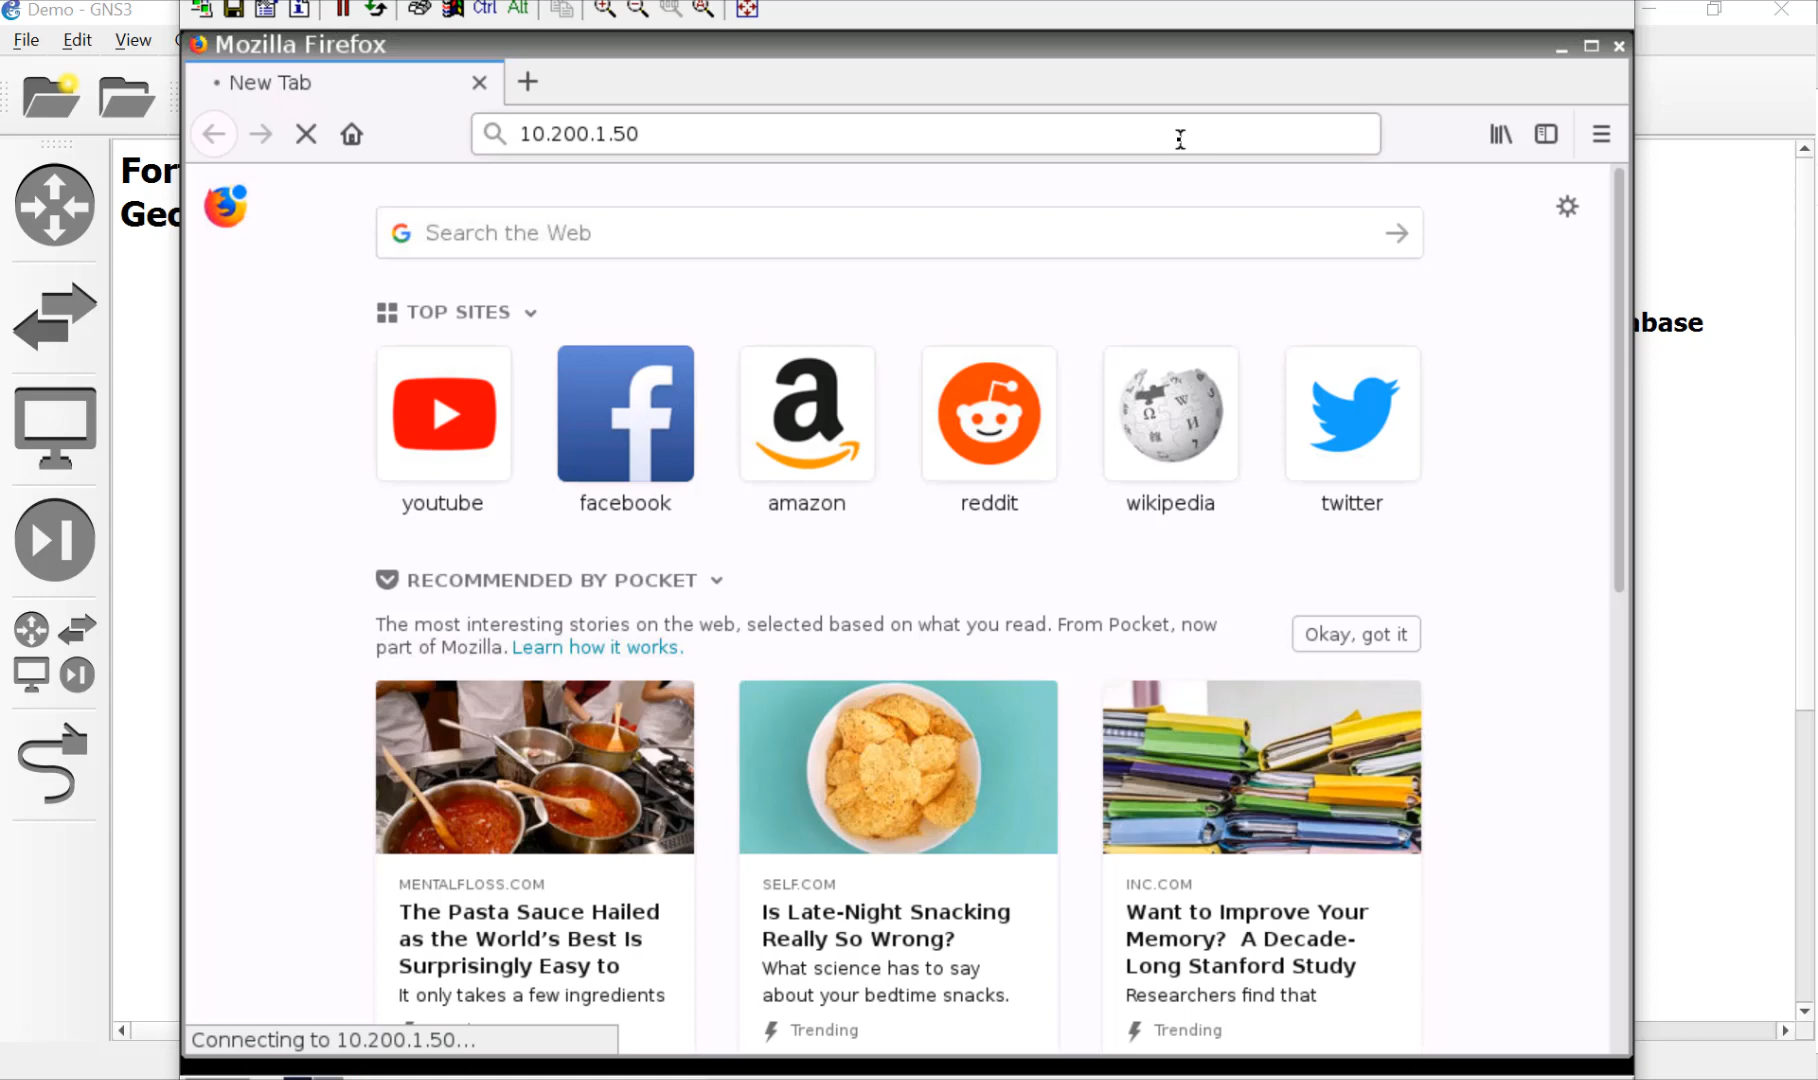 Demo - GNS3
Ctrl Alt
File Edit View
Mozilla Firefox
New Tab
10.200.1.50
Search the Web
TOP SITES
youtube facebook amazon reddit wikipedia twitter
RECOMMENDED BY POCKET
The most interesting stories on the web, selected based on what you read. From Pocket, now
part of Mozilla. Learn how it works.
Okay, got it
MENTALFLOSS.COM
The Pasta Sauce Hailed
as the World's Best Is
Surprisingly Easy to
It only takes a few ingredients
SELF.COM
Is Late-Night Snacking
Really So Wrong?
What science has to say
about your bedtime snacks.
Trending
INC.COM
Want to Improve Your
Memory? A Decade-
Long Stanford Study
Researchers find that
Trending
Connecting to 10.200.1.50...